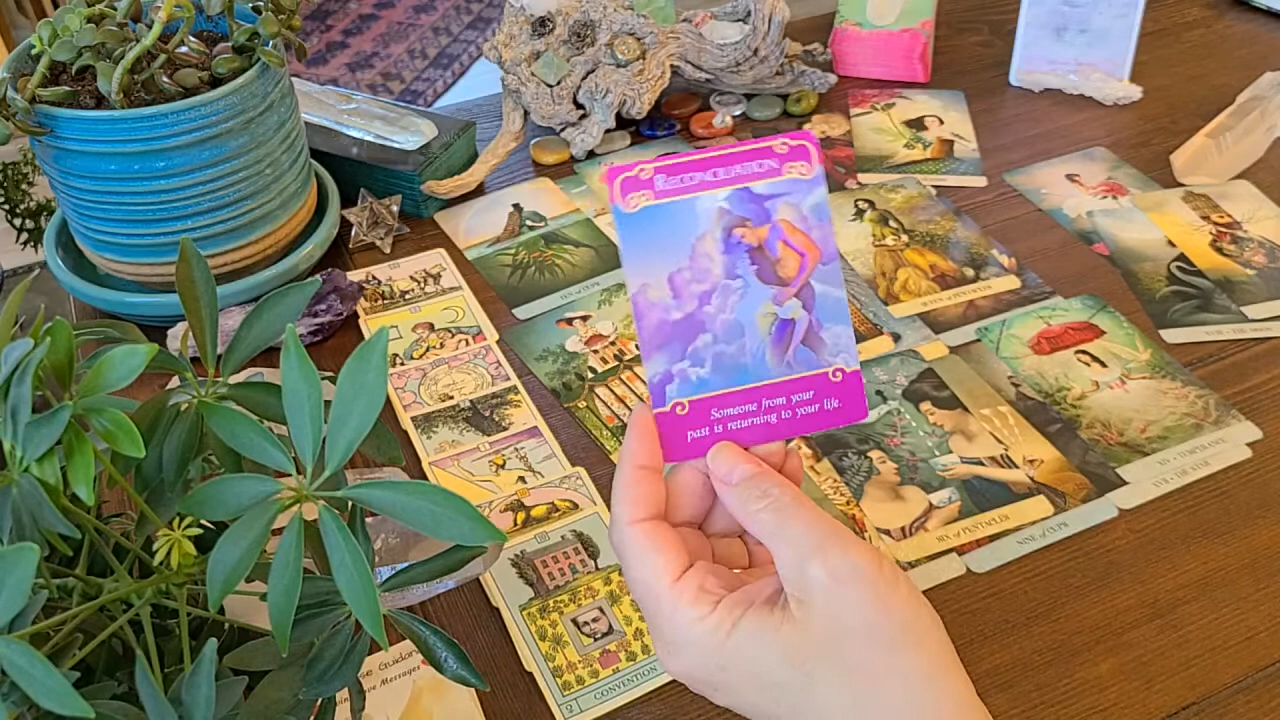 RECONCILIATION
Someone from your
past is returning to your life.
TEN of CUPS
QUEEN of PENTACLES
XVIII • THE MOON
XIV • TEMPERANCE
XVII • THE STAR
SIX of PENTACLES
NINE of CUPS
CONVENTION
2